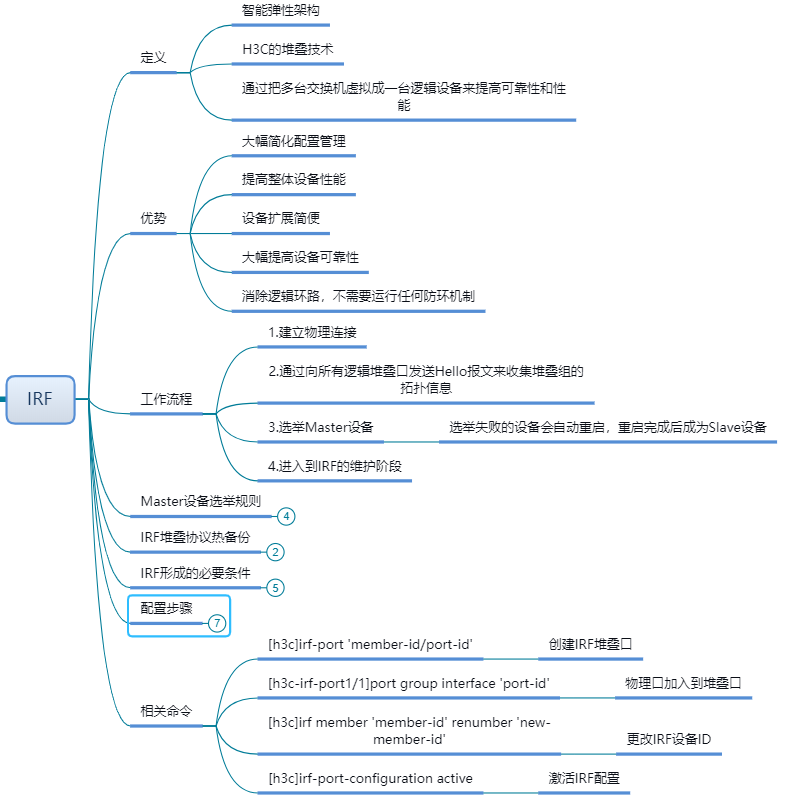 智能弹性架构
定义
H3C的堆叠技术
通过把多台交换机虚拟成一台逻辑设备来提高可靠性和性
能
大幅简化配置管理
提高整体设备性能
优势
设备扩展简便
大幅提高设备可靠性
消除逻辑环路，不需要运行任何防环机制
IRF
1.建立物理连接
2.通过向所有逻辑堆叠口发送Hello报文来收集堆叠组的
拓扑信息
工作流程
3.选举Master设备
选举失败的设备会自动重启，重启完成后成为Slave设备
4.进入到IRF的维护阶段
Master设备选举规则
4
IRF堆叠协议热备份
2
IRF形成的必要条件
5
配置步骤
7
相关命令
[h3c]irf-port 'member-id/port-id'
创建IRF堆叠口
[h3c-irf-port1/1]port group interface 'port-id'
物理口加入到堆叠口
[h3c]irf member 'member-id' renumber 'new-
member-id'
更改IRF设备ID
[h3c]irf-port-configuration active
激活IRF配置